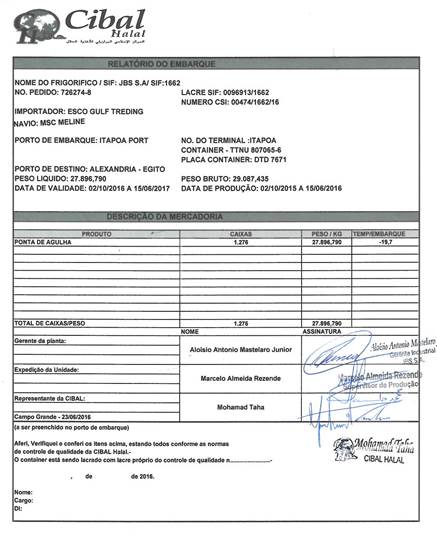 Cibal
Halal
المركز الإسلامي البرازيلي للأغذية الحلال
RELATÓRIO DO EMBARQUE
NOME DO FRIGORIFICO / SIF: JBS S.A/ SIF:1662
NO. PEDIDO: 726274-8 LACRE SIF: 0096913/1662
NUMERO CSI: 00474/1662/16
IMPORTADOR: ESCO GULF TREDING
NAVIO: MSC MELINE
PORTO DE EMBARQUE: ITAPOA PORT NO. DO TERMINAL :ITAPOA
CONTAINER - TTNU 807065-6
PLACA CONTAINER: DTD 7671
PORTO DE DESTINO: ALEXANDRIA - EGITO
PESO LIQUIDO: 27.896,790 PESO BRUTO: 29.087,435
DATA DE VALIDADE: 02/10/2016 A 15/06/2017 DATA DE PRODUÇÃO: 02/10/2015 A 15/06/2016
DESCRIÇÃO DA MERCADORIA
PRODUTO CAIXAS PESO / KG TEMP/EMBARQUE
PONTA DE AGULHA 1.276 27.896,790 -19,7
TOTAL DE CAIXAS/PESO 1.276 27.896,790
NOME ASSINATURA
Gerente da planta: Aloisio Antonio Mastelaro Junior
Aloisio Antonio Mastelaro
Gerente Industrial
JBS S.A.
Expedição da Unidade: Marcelo Almeida Rezende
Marcelo Almeida Rezende
Supervisor de Produção
Representante da CIBAL: Mohamad Taha
Campo Grande - 23/06/2016
(a ser preenchido no porto de embarque)
Aferi, Verifiquei e conferi os itens acima, estando todos conforme as normas
de controle de qualidade da CIBAL Halal.-
O container está sendo lacrado com lacre próprio do controle de qualidade n
Mohamad Taha
CIBAL HALAL
, de de 2016.
Nome:
Cargo:
DI: